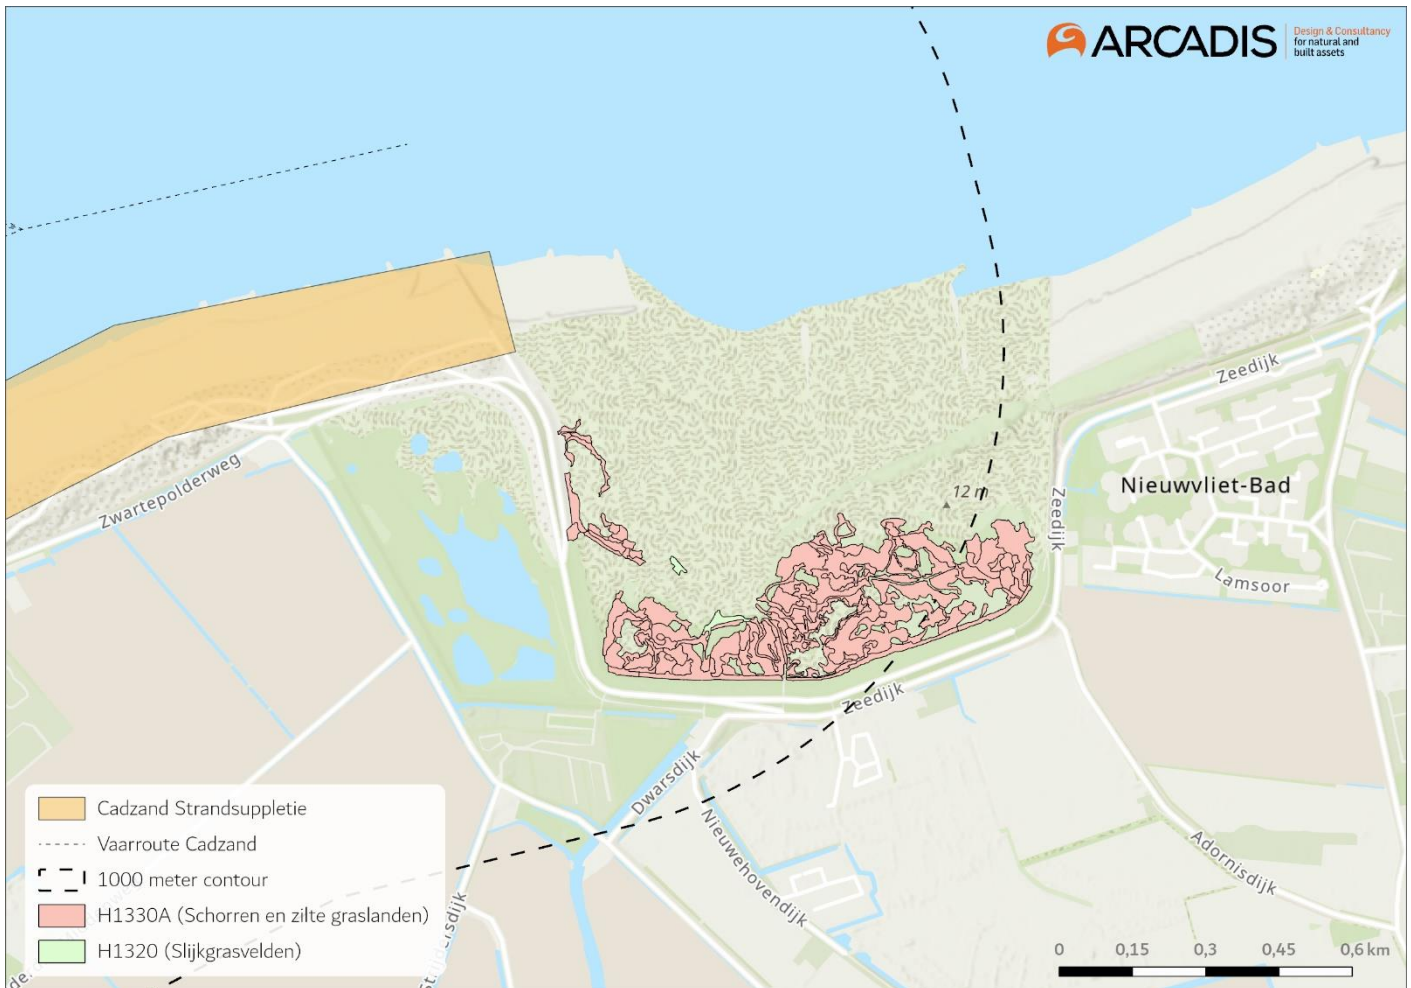 ARCADIS
Design & Consultancy
for natural and
built assets
Zeedijk
Zwartepolderweg
12 m
Zeedijk
Nieuwvliet-Bad
Lamsoor
Zeedijk
Dwarsdijk
Nieuwehovendijk
Adornisdijk
Cadzand Strandsuppletie
Vaarroute Cadzand
1000 meter contour
H1330A (Schorren en zilte graslanden)
H1320 (Slijkgrasvelden)
0 0,15 0,3 0,45 0,6 km